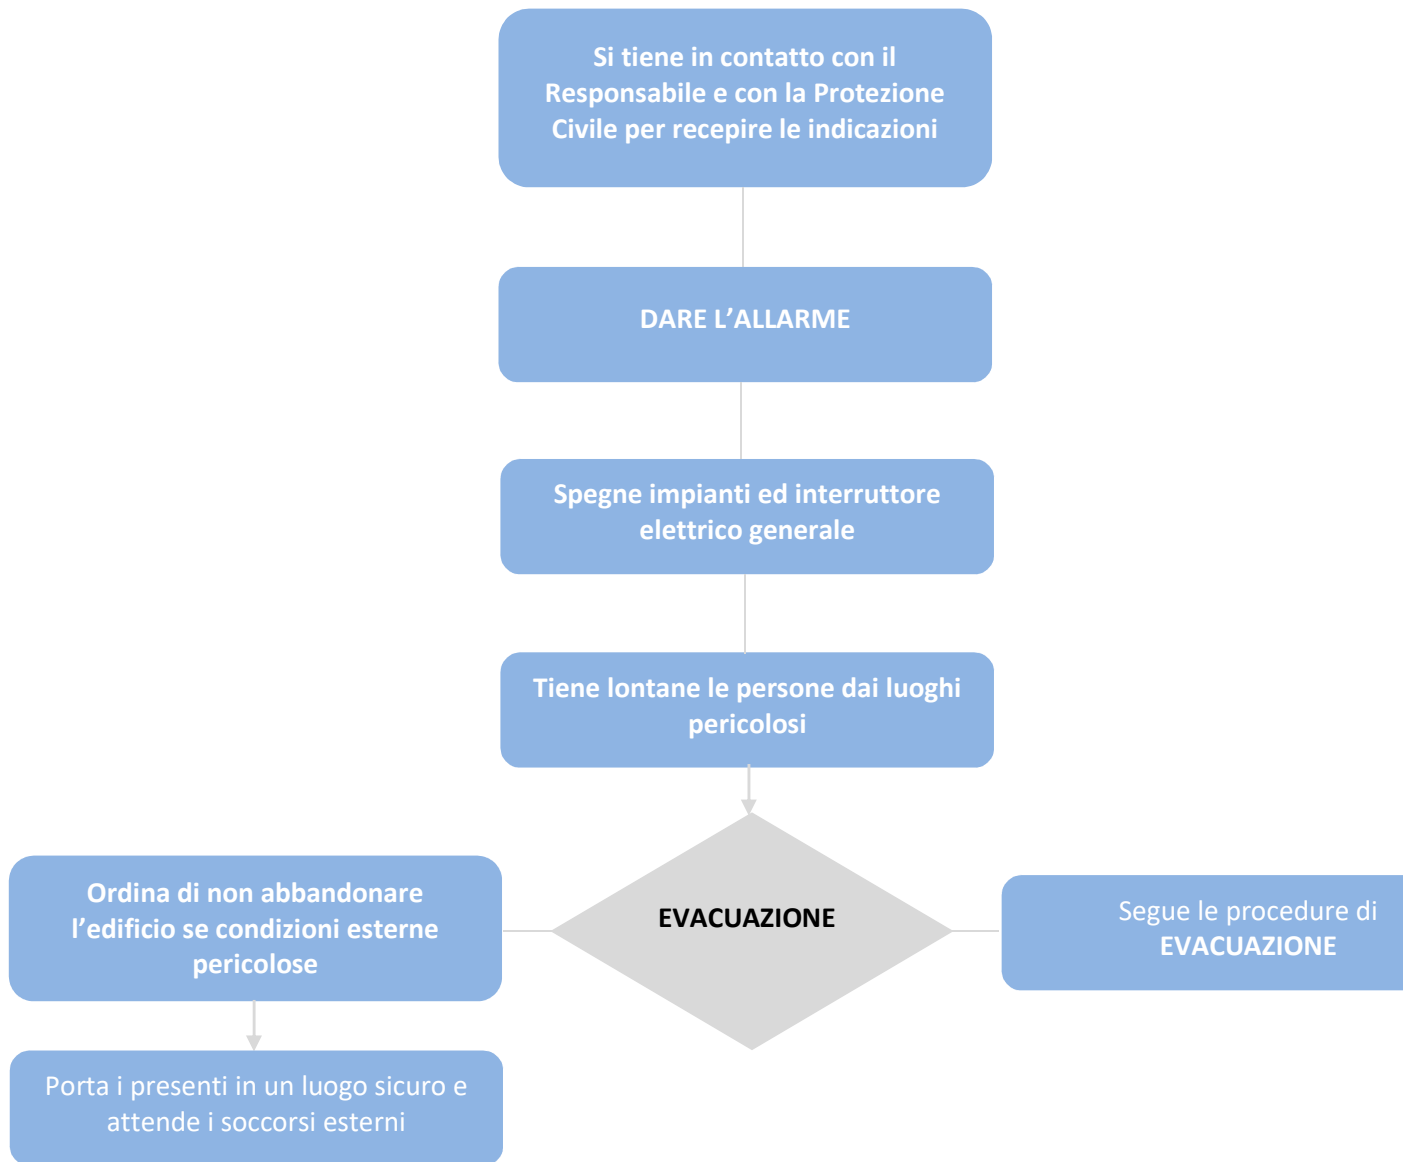 Si tiene in contatto con il
Responsabile e con la Protezione
Civile per recepire le indicazioni
DARE L’ALLARME
Spegne impianti ed interruttore
elettrico generale
Tiene lontane le persone dai luoghi
pericolosi
EVACUAZIONE
Ordina di non abbandonare
l’edificio se condizioni esterne
pericolose
Segue le procedure di
EVACUAZIONE
Porta i presenti in un luogo sicuro e
attende i soccorsi esterni